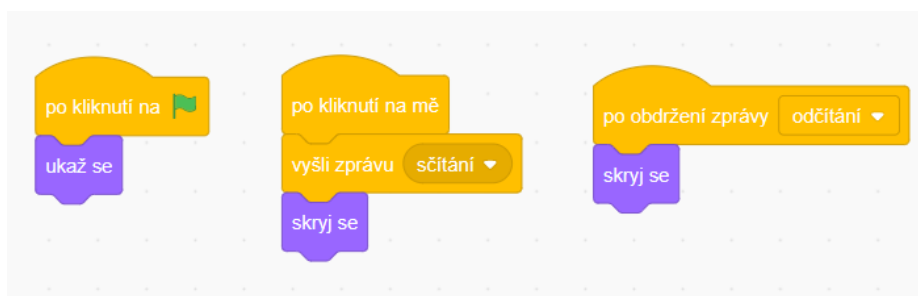 po kliknutí na
ukaž se
po kliknutí na mě
vyšli zprávu sčítání
skryj se
po obdržení zprávy odčítání
skryj se